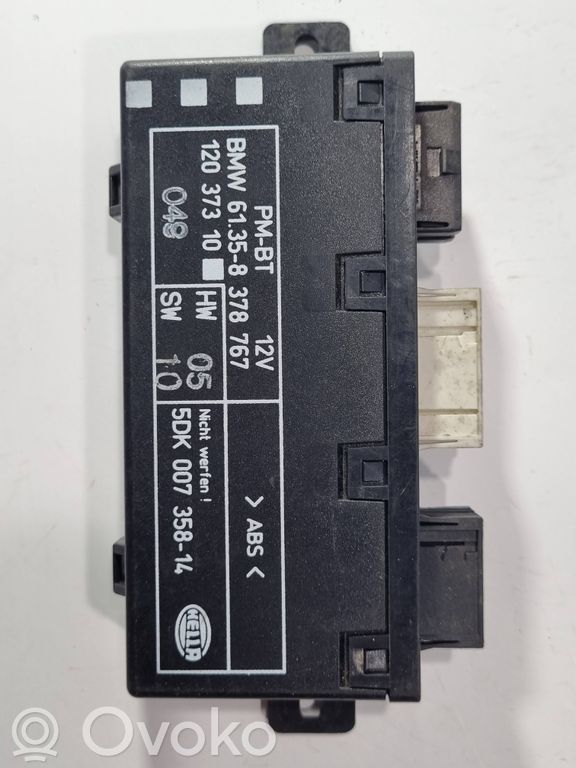 PM-BT 12V
BMW 61.35-8 378 767
120 373 10
049
HW 05
SW 10
> ABS <
Nicht werfen!
5DK 007 358-14
HELLA
Ovoko